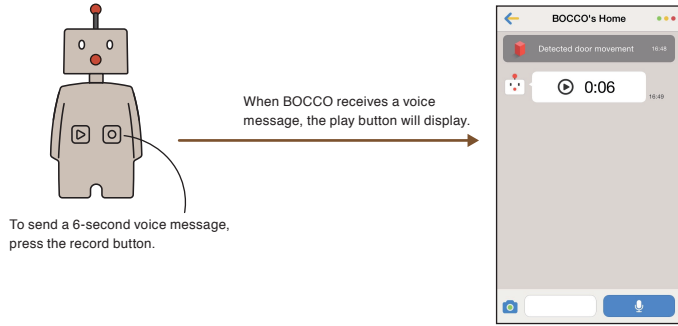 To send a 6-second voice message,
press the record button.
When BOCCO receives a voice
message, the play button will display.
BOCCO's Home
Detected door movement 16:48
0:06
16:49